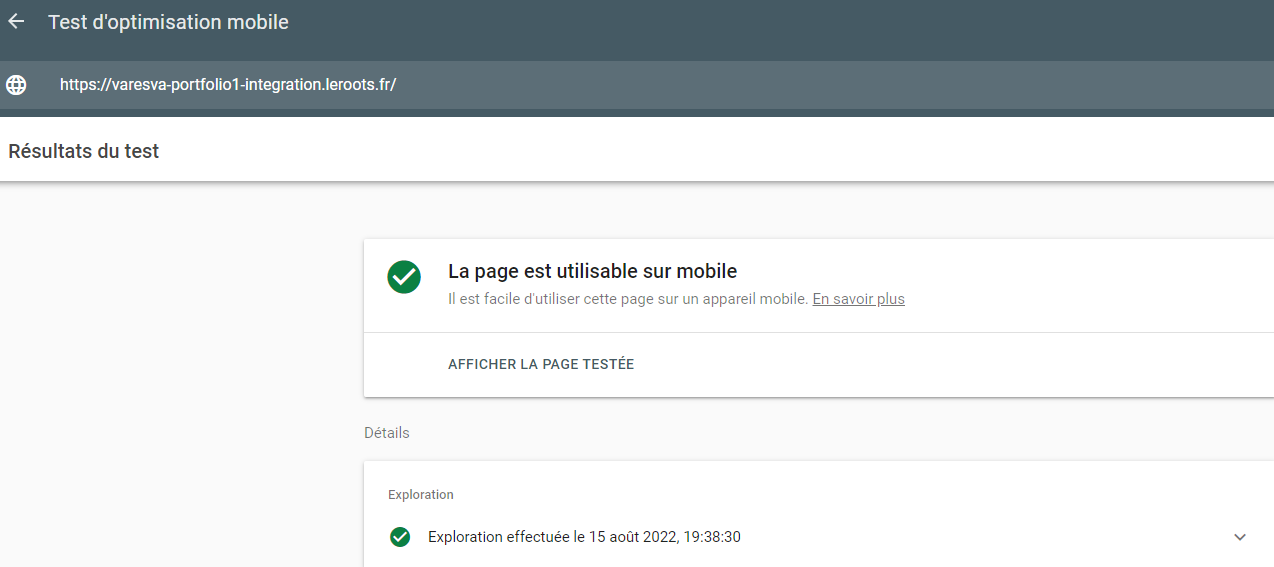 Test d'optimisation mobile
https://varesva-portfolio1-integration.leroots.fr/
Résultats du test
La page est utilisable sur mobile
Il est facile d'utiliser cette page sur un appareil mobile. En savoir plus
AFFICHER LA PAGE TESTÉE
Détails
Exploration
Exploration effectuée le 15 août 2022, 19:38:30